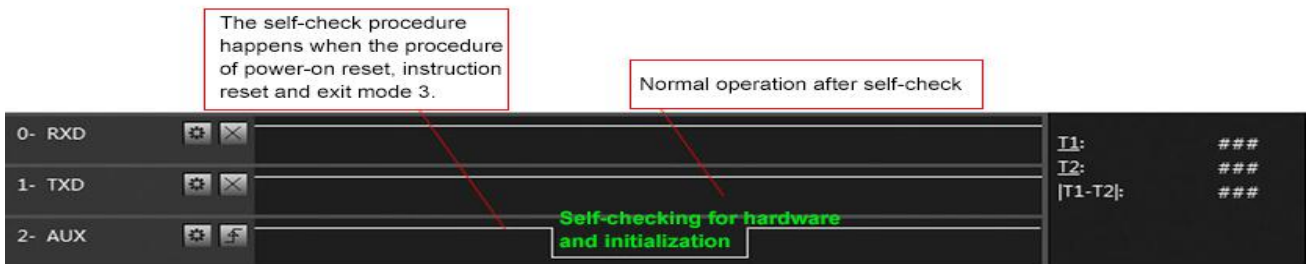 The self-check procedure
happens when the procedure
of power-on reset, instruction
reset and exit mode 3.
Normal operation after self-check
0- RXD
1- TXD
2- AUX
Self-checking for hardware
and initialization
T1: ###
T2: ###
|T1-T2|: ###